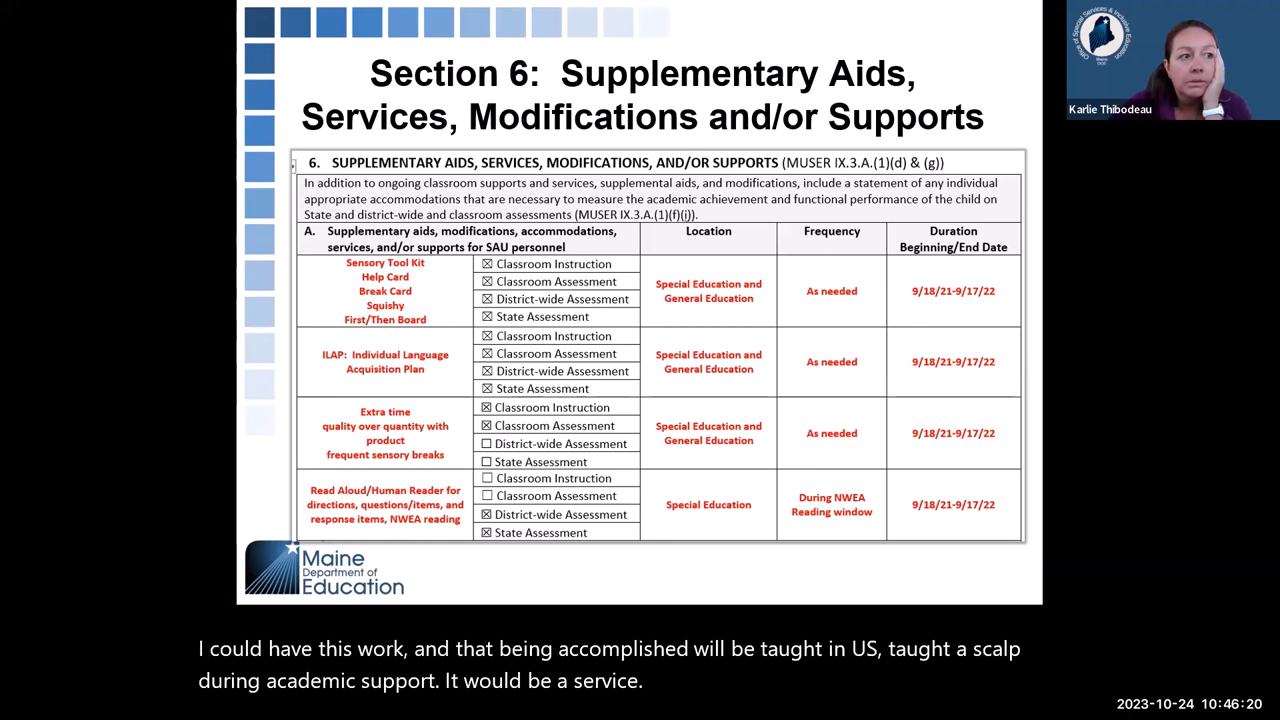 Section 6: Supplementary Aids,
Services, Modifications and/or Supports
6. SUPPLEMENTARY AIDS, SERVICES, MODIFICATIONS, AND/OR SUPPORTS (MUSER IX.3.A.(1)(d) & (g))
In addition to ongoing classroom supports and services, supplemental aids, and modifications, include a statement of any individual
appropriate accommodations that are necessary to measure the academic achievement and functional performance of the child on
State and district-wide and classroom assessments (MUSER IX.3.A.(1)(f)(i)).
A. Supplementary aids, modifications, accommodations,
services, and/or supports for SAU personnel
Location
Frequency
Duration
Beginning/End Date
Sensory Tool Kit
Help Card
Break Card
Squishy
First/Then Board
☒ Classroom Instruction
☒ Classroom Assessment
☒ District-wide Assessment
☒ State Assessment
Special Education and
General Education
As needed
9/18/21-9/17/22
ILAP: Individual Language
Acquisition Plan
☒ Classroom Instruction
☒ Classroom Assessment
☒ District-wide Assessment
☒ State Assessment
Special Education and
General Education
As needed
9/18/21-9/17/22
Extra time
quality over quantity with
product
frequent sensory breaks
☒ Classroom Instruction
☒ Classroom Assessment
☐ District-wide Assessment
☐ State Assessment
Special Education and
General Education
As needed
9/18/21-9/17/22
Read Aloud/Human Reader for
directions, questions/items, and
response items, NWEA reading
☐ Classroom Instruction
☐ Classroom Assessment
☒ District-wide Assessment
☒ State Assessment
Special Education
During NWEA
Reading window
9/18/21-9/17/22
Maine
Department of
Education
Office of Special Services & Inclusive Education
Maine
DOE
Karlie Thibodeau
I could have this work, and that being accomplished will be taught in US, taught a scalp
during academic support. It would be a service.
2023-10-24 10:46:20